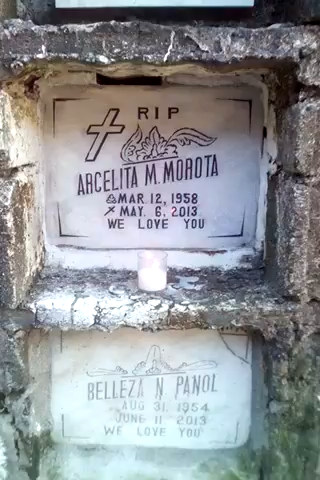 RIP
ARCELITA M. MOROTA
MAR. 12, 1958
MAY. 6, 2013
WE LOVE YOU
BELLEZA N PAÑOL
AUG 31, 1954
JUNE 11 2013
WE LOVE YOU